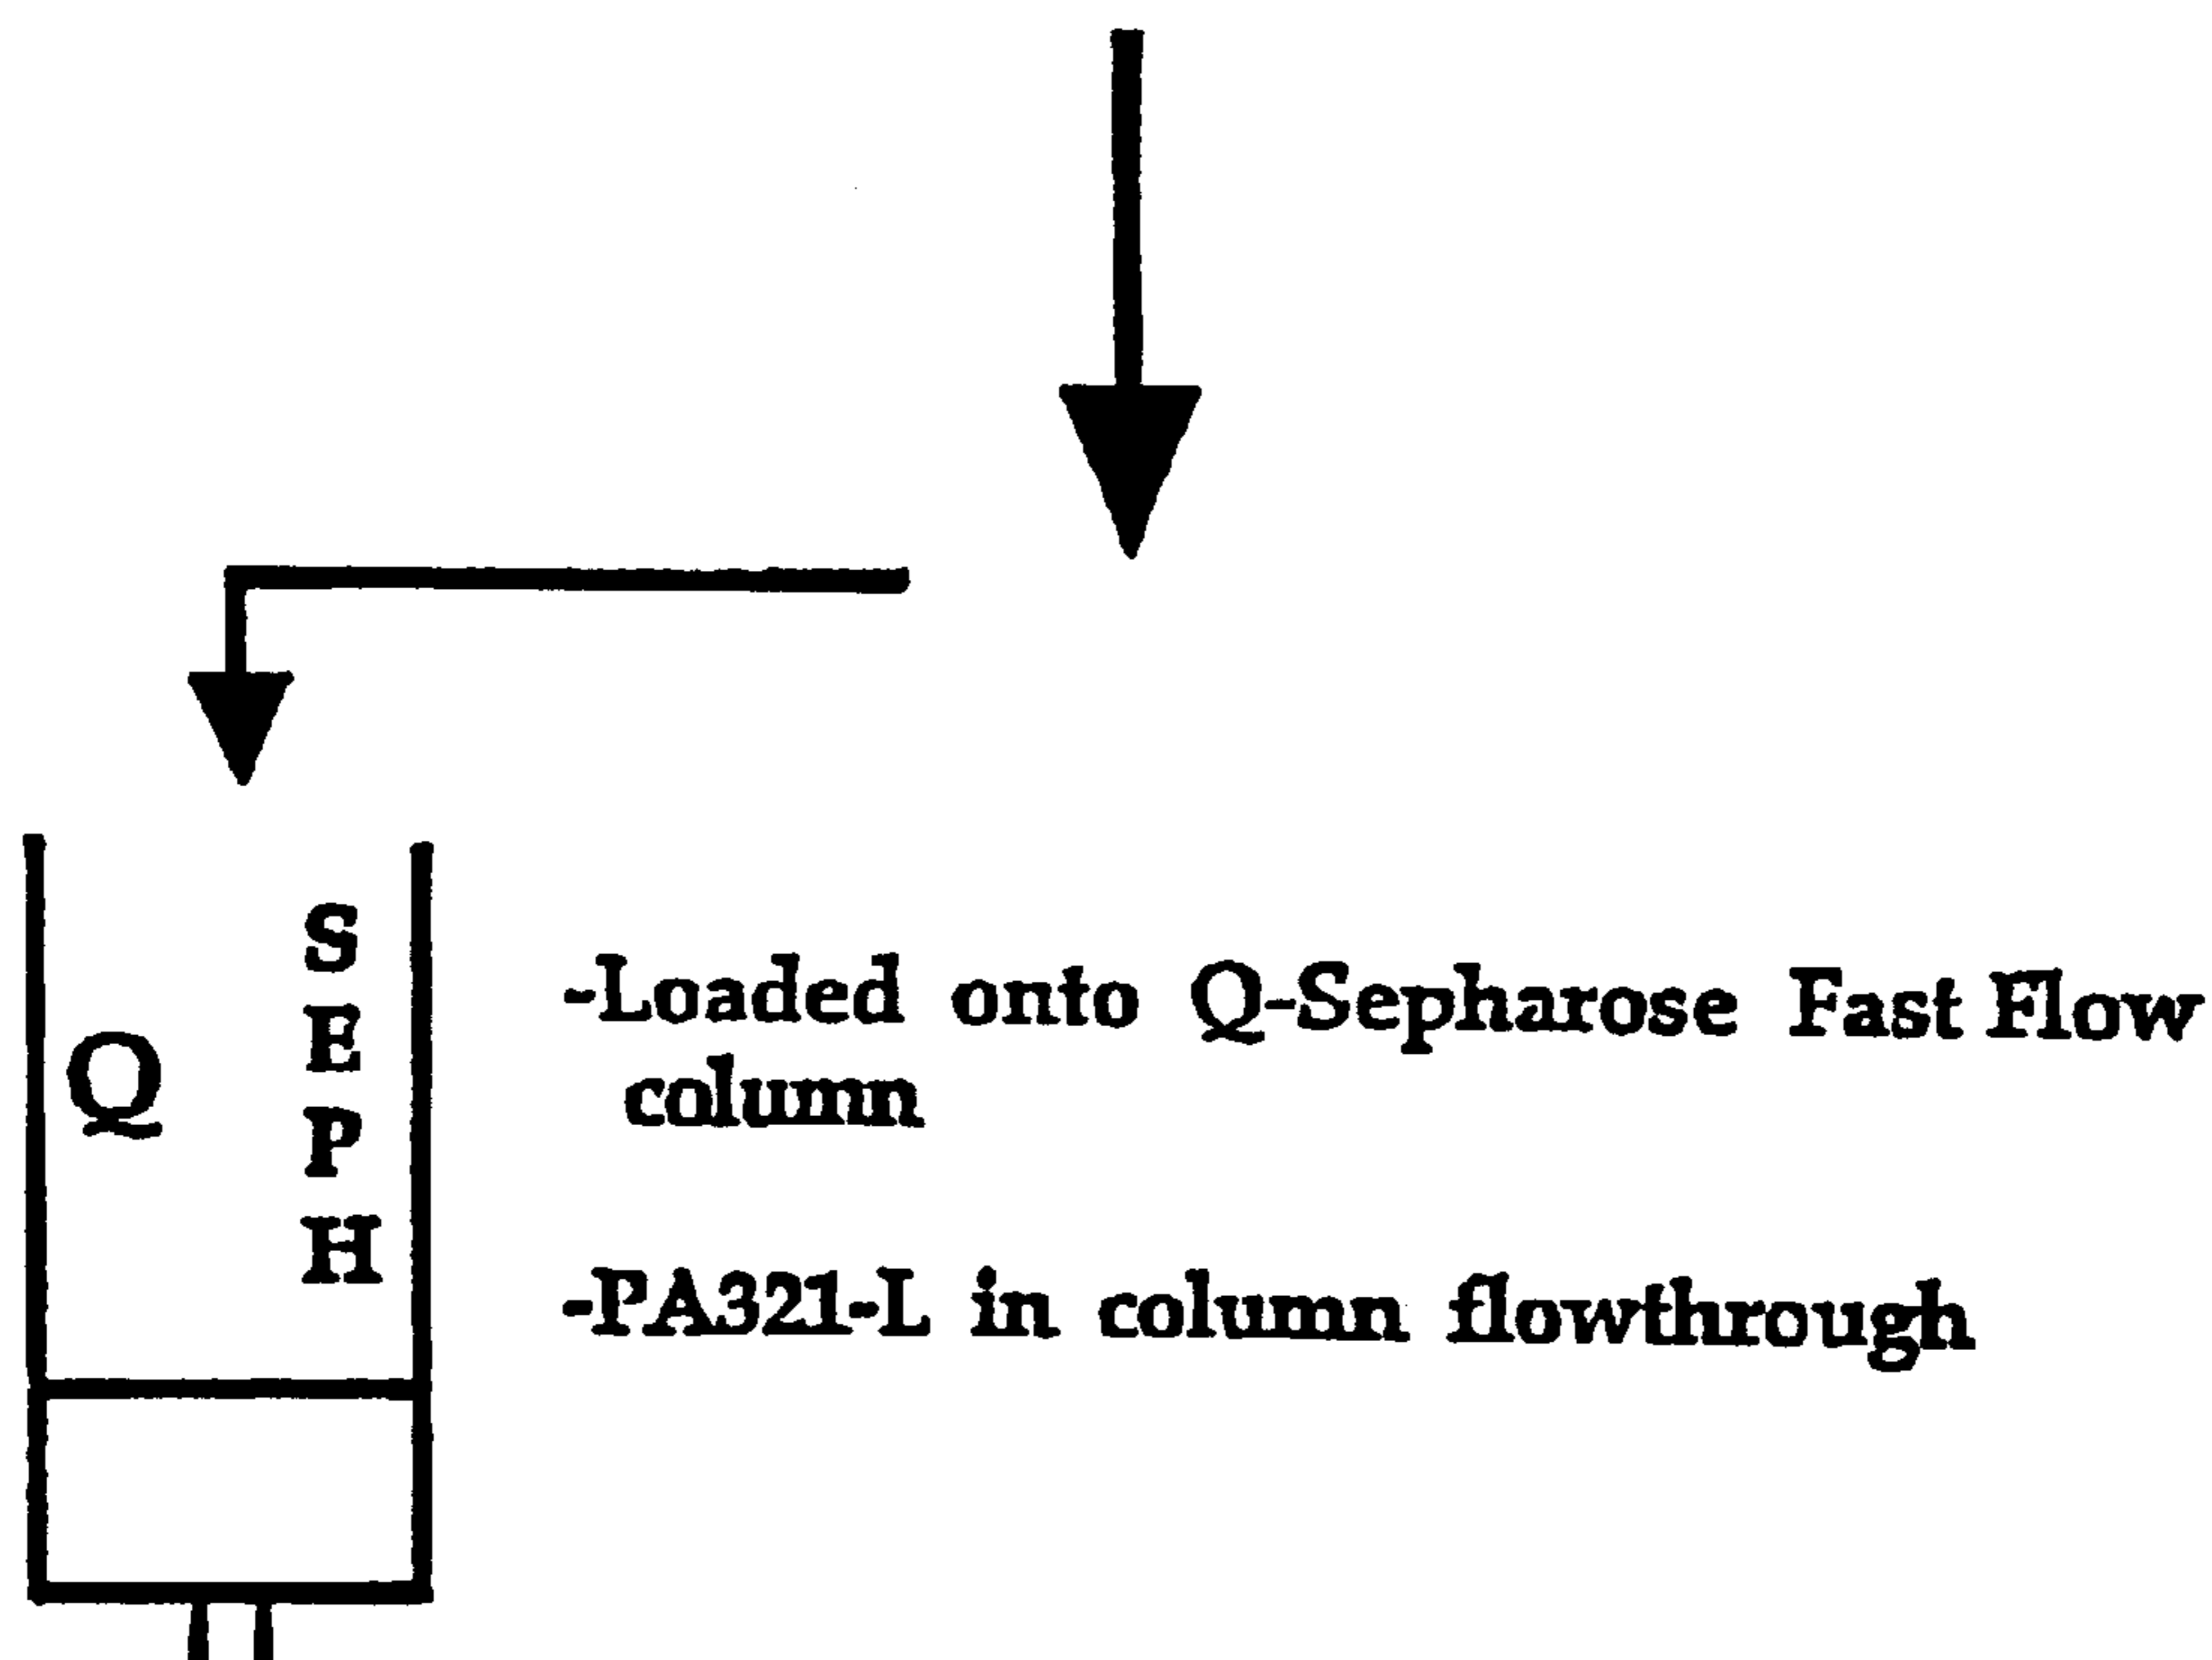 Q
S
E
P
H
-Loaded onto Q-Sepharose Fast Flow
column
-PA321-L in column flowthrough